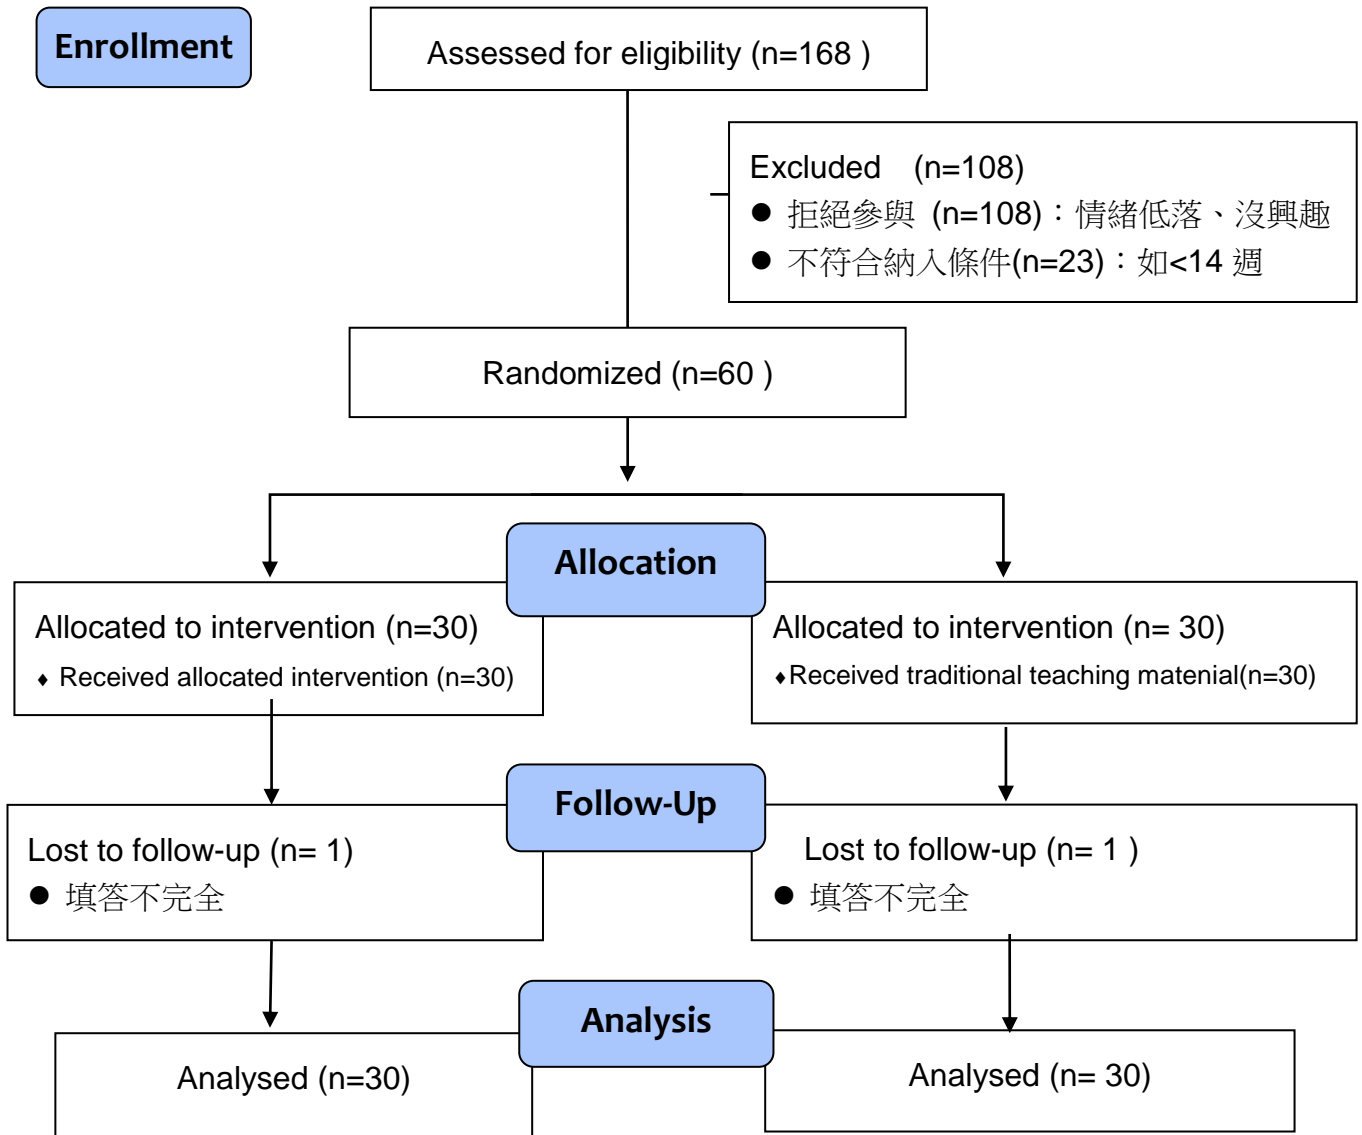 Enrollment
Assessed for eligibility (n=168 )
Excluded (n=108)
● 拒絕參與 (n=108)：情緒低落、沒興趣
● 不符合納入條件(n=23)：如<14 週
Randomized (n=60 )
Allocation
Allocated to intervention (n=30)
♦ Received allocated intervention (n=30)
Allocated to intervention (n= 30)
♦Received traditional teaching matenial(n=30)
Follow-Up
Lost to follow-up (n= 1)
● 填答不完全
Lost to follow-up (n= 1 )
● 填答不完全
Analysis
Analysed (n=30)
Analysed (n= 30)